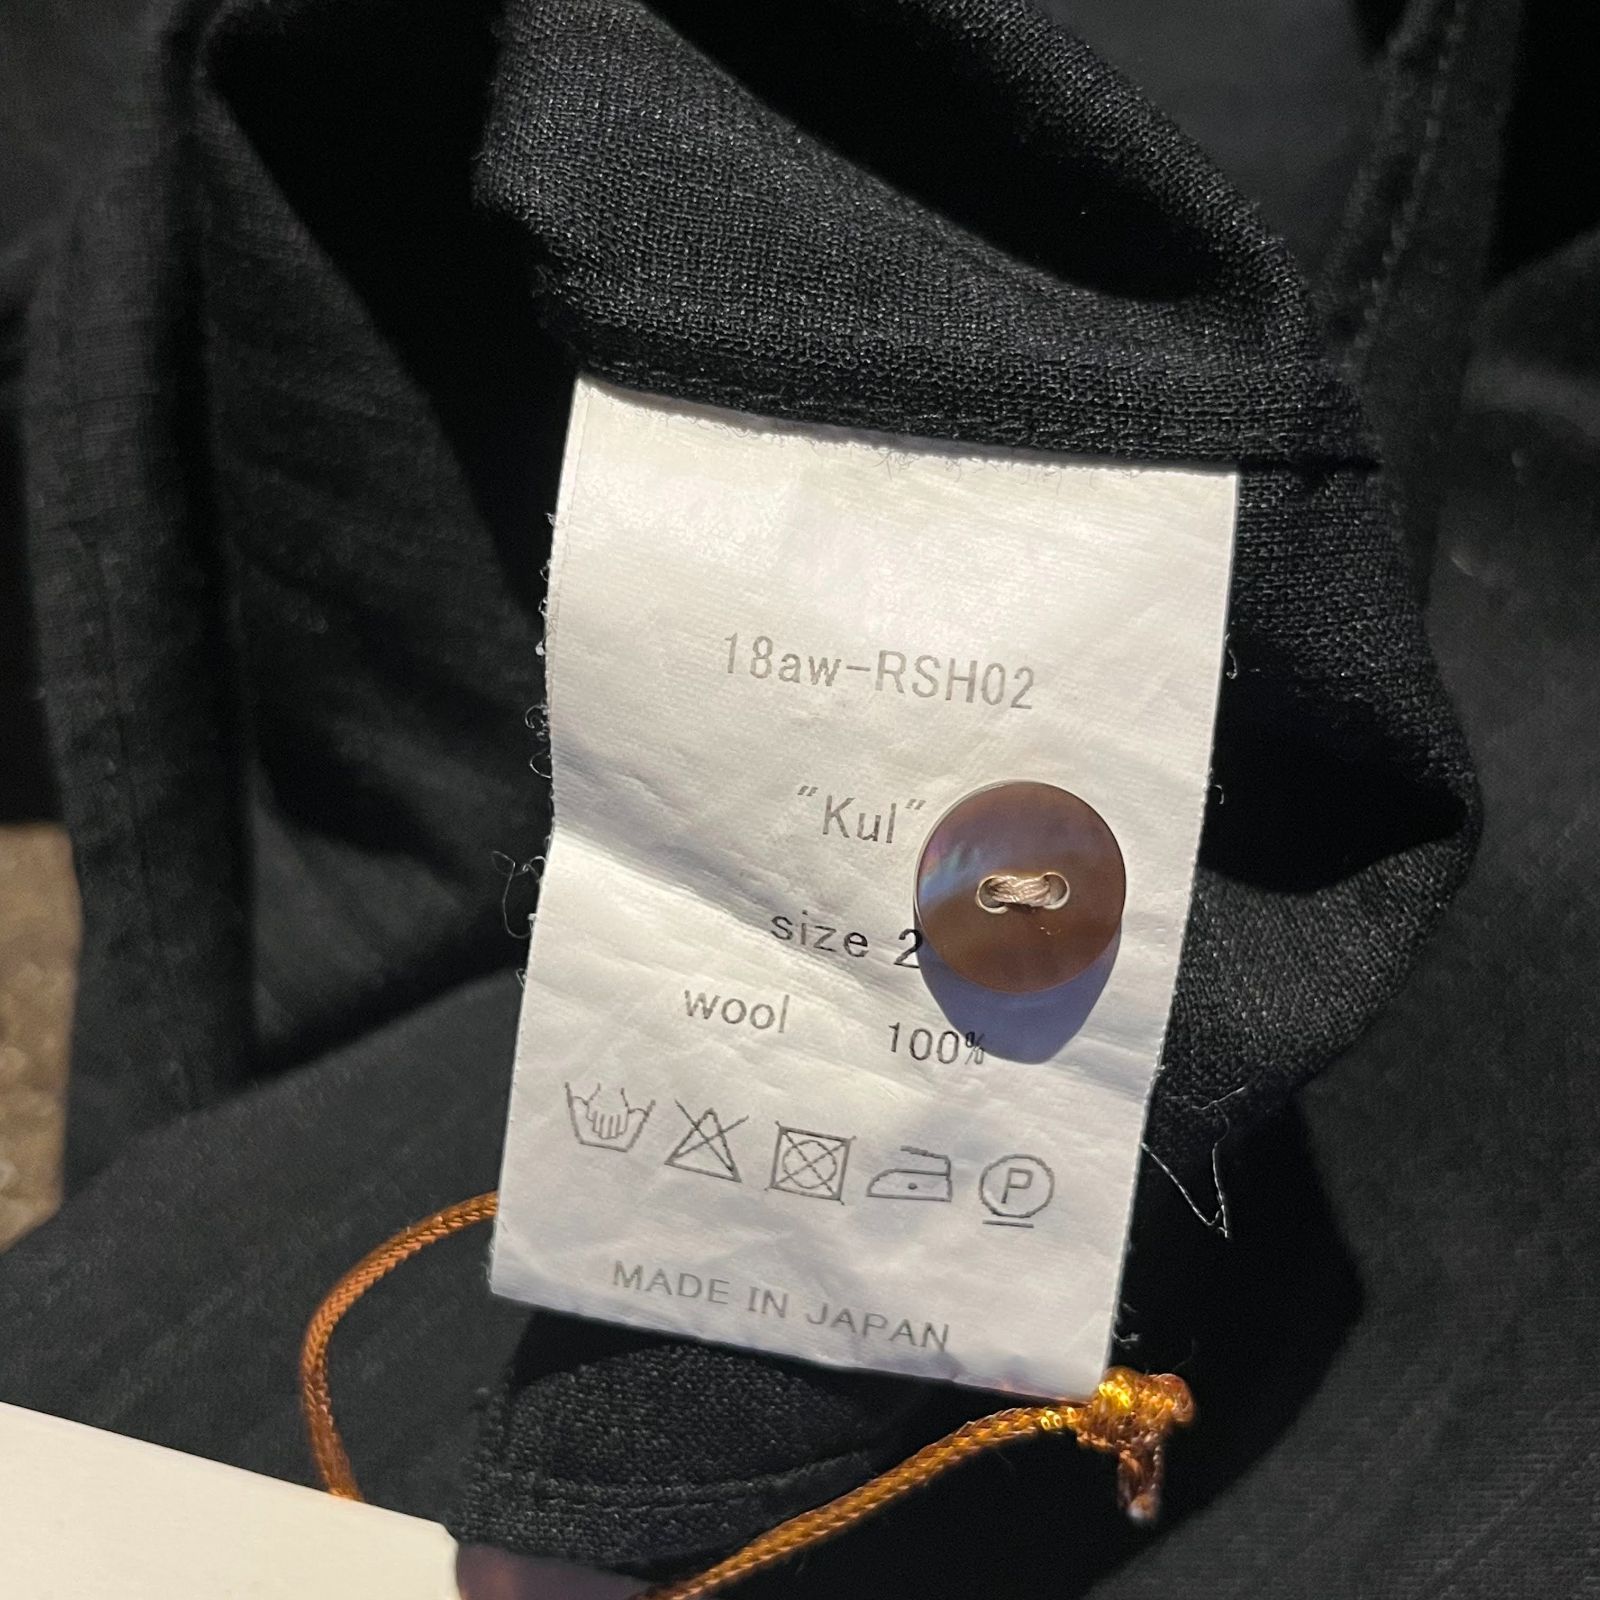 18aw-RSH02
"Kul"
size 2
wool 100%
P
MADE IN JAPAN